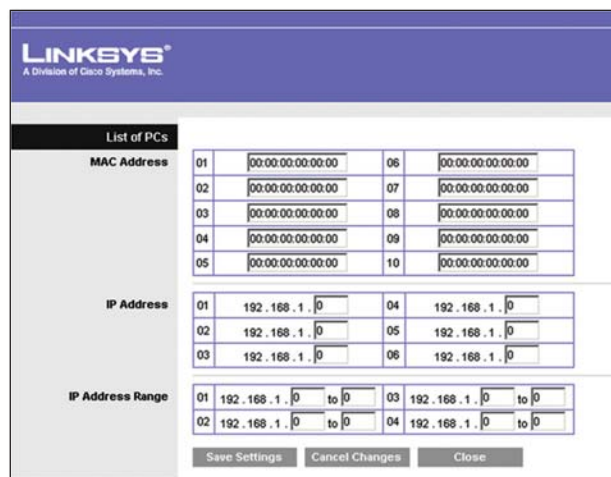 LINKSYS®
A Division of Cisco Systems, Inc.
List of PCs
MAC Address
01 00:00:00:00:00:00 06 00:00:00:00:00:00
02 00:00:00:00:00:00 07 00:00:00:00:00:00
03 00:00:00:00:00:00 08 00:00:00:00:00:00
04 00:00:00:00:00:00 09 00:00:00:00:00:00
05 00:00:00:00:00:00 10 00:00:00:00:00:00
IP Address
01 192.168.1.0 04 192.168.1.0
02 192.168.1.0 05 192.168.1.0
03 192.168.1.0 06 192.168.1.0
IP Address Range
01 192.168.1.0 to 0 03 192.168.1.0 to 0
02 192.168.1.0 to 0 04 192.168.1.0 to 0
Save Settings Cancel Changes Close